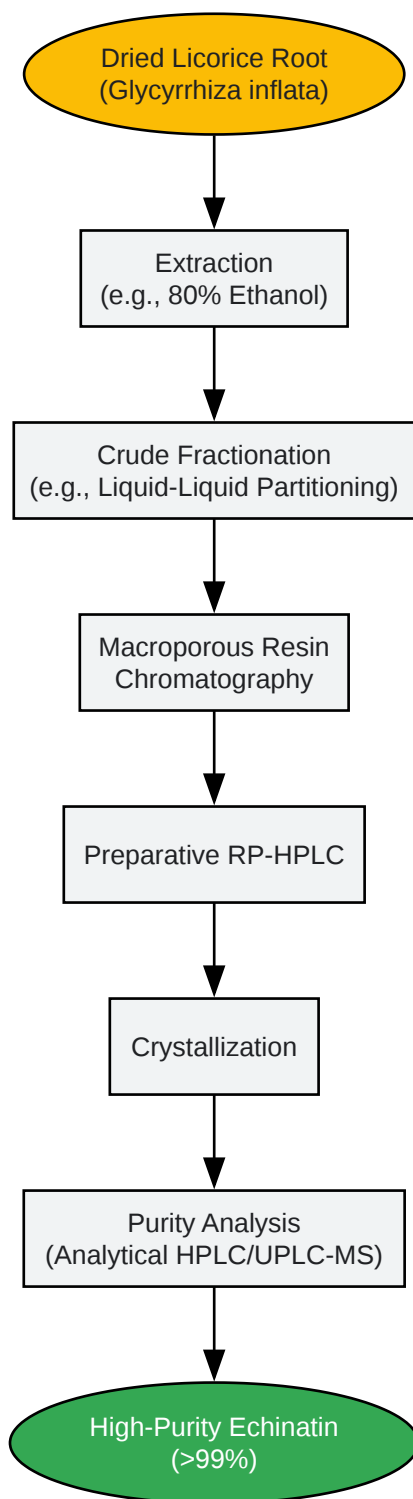 Dried Licorice Root
(Glycyrrhiza inflata)
Extraction
(e.g., 80% Ethanol)
Crude Fractionation
(e.g., Liquid-Liquid Partitioning)
Macroporous Resin
Chromatography
Preparative RP-HPLC
Crystallization
Purity Analysis
(Analytical HPLC/UPLC-MS)
High-Purity Echinatin
(>99%)